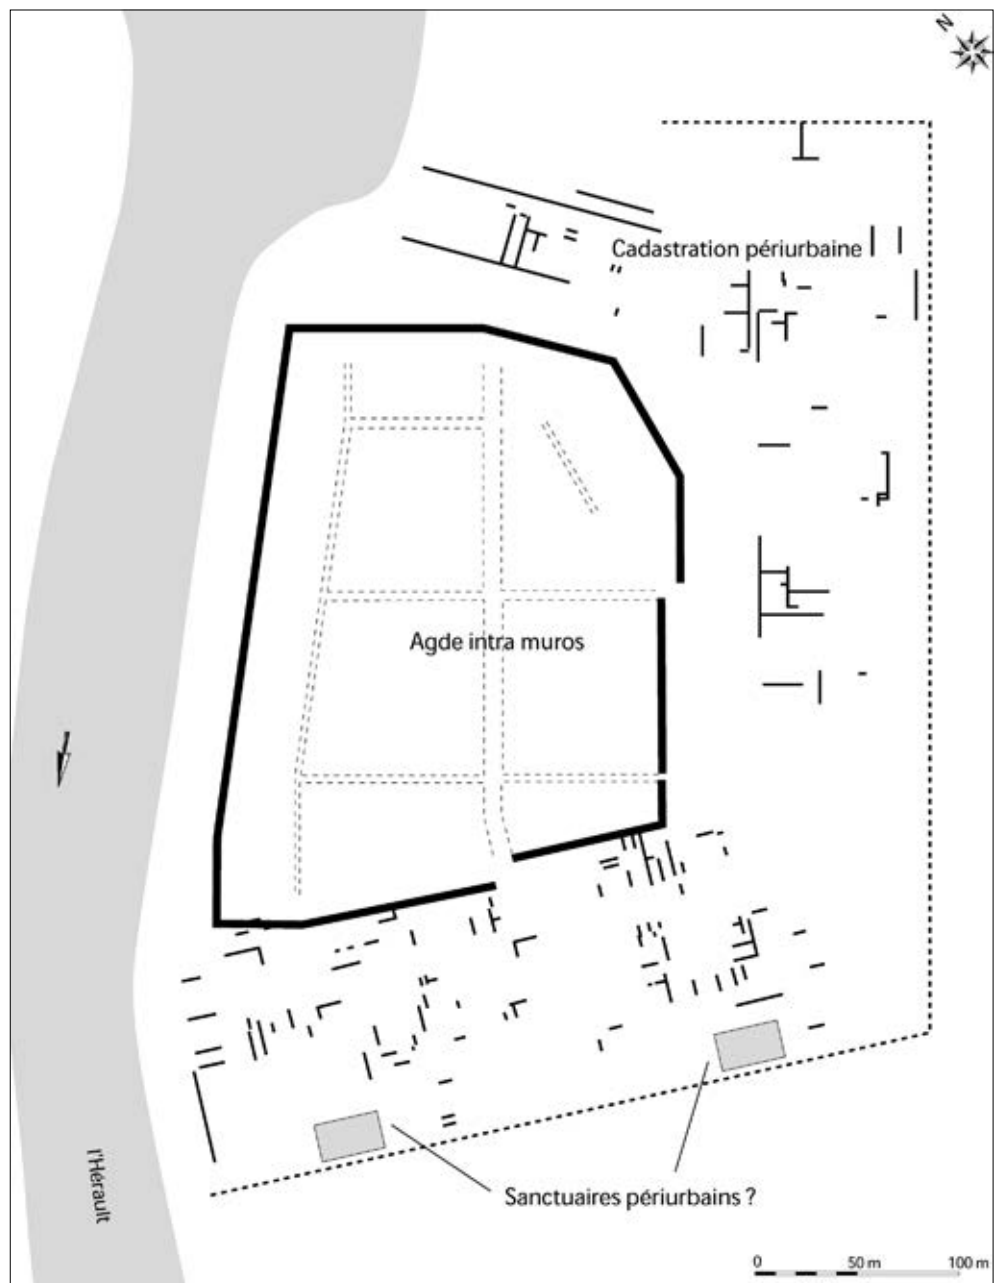 N
Cadastration périurbaine
Agde intra muros
l'Hérault
Sanctuaires périurbains ?
0 50 m 100 m